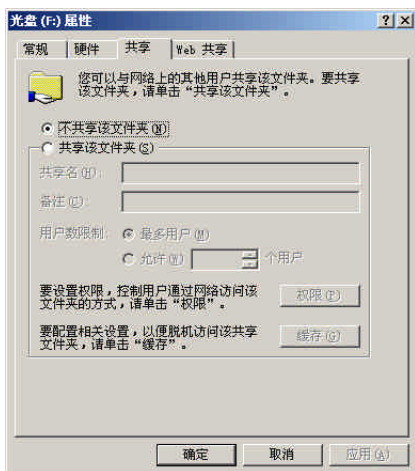 光盘 (F:) 属性
常规 硬件 共享 Web 共享
您可以与网络上的其他用户共享该文件夹。要共享
该文件夹，请单击“共享该文件夹”。
不共享该文件夹(N)
共享该文件夹(S)
共享名(H):
备注(C):
用户数限制: 最多用户(M)
允许(W) 个用户
要设置权限，控制用户通过网络访问该
文件夹的方式，请单击“权限”。
权限(P)
要配置相关设置，以便脱机访问该共享
文件夹，请单击“缓存”。
缓存(G)
确定 取消 应用(A)